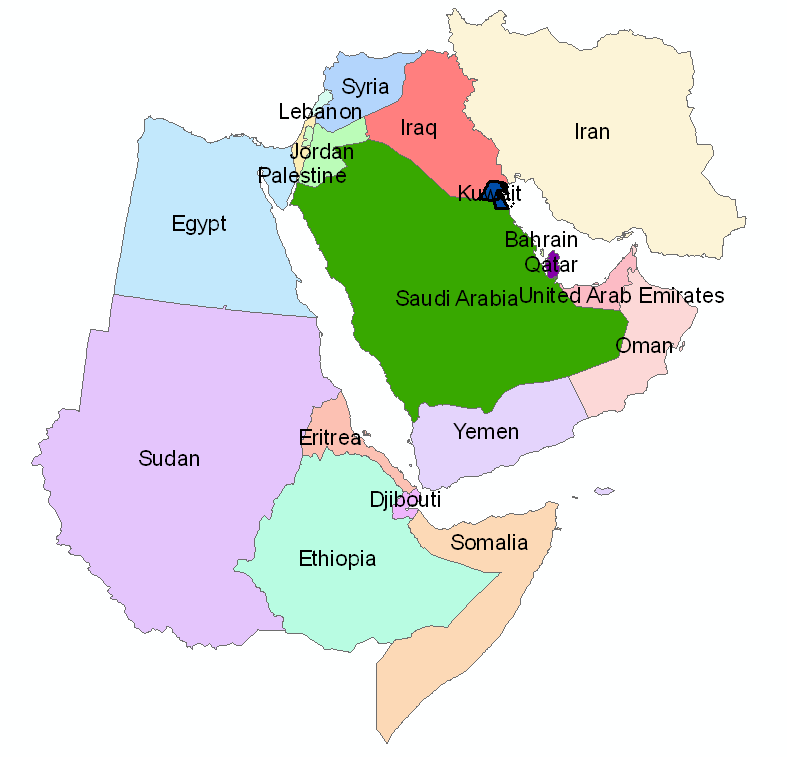 Syria
Lebanon
Iraq
Iran
Jordan
Palestine
Kuwait
Egypt
Bahrain
Qatar
Saudi Arabia
United Arab Emirates
Oman
Yemen
Eritrea
Sudan
Djibouti
Somalia
Ethiopia